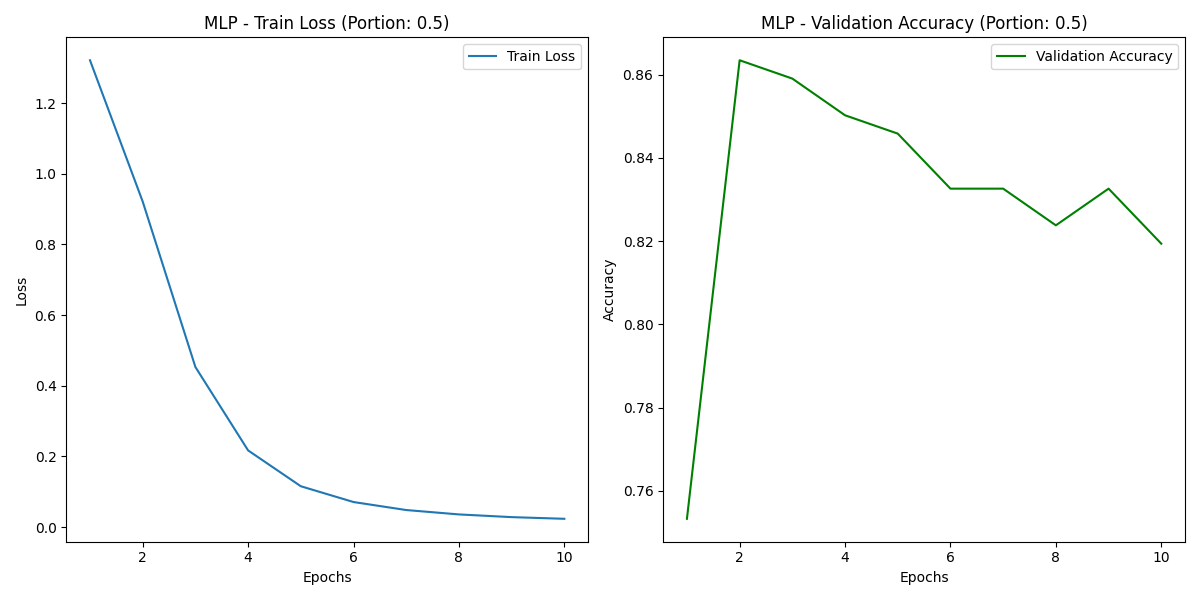 MLP - Train Loss (Portion: 0.5)
Train Loss
1.2
1.0
0.8
0.6
0.4
0.2
0.0
Loss
2 4 6 8 10
Epochs
MLP - Validation Accuracy (Portion: 0.5)
Validation Accuracy
0.86
0.84
0.82
0.80
0.78
0.76
Accuracy
2 4 6 8 10
Epochs